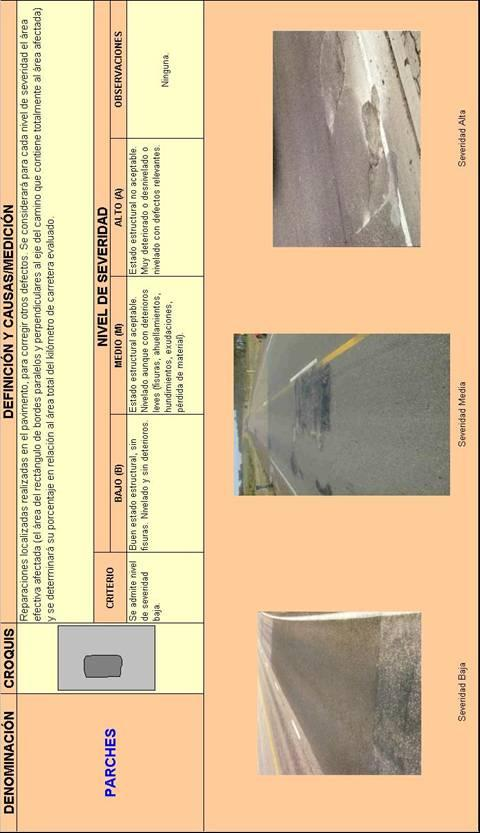 DENOMINACIÓN
CROQUIS
DEFINICIÓN Y CAUSAS/MEDICIÓN
PARCHES
Reparaciones localizadas realizadas en el pavimento, para corregir otros defectos. Se considerará para cada nivel de severidad el área
efectiva afectada (el área del rectángulo de bordes paralelos y perpendiculares al eje del camino que contiene totalmente al área afectada)
y se determinará su porcentaje en relación al área total del kilómetro de carretera evaluado.
NIVEL DE SEVERIDAD
CRITERIO
BAJO (B)
MEDIO (M)
ALTO (A)
OBSERVACIONES
Se admite nivel
de severidad
baja.
Buen estado estructural, sin
fisuras. Nivelado y sin deterioros.
Estado estructural aceptable.
Nivelado aunque con deterioros
leves (fisuras, ahuellamientos,
hundimientos, exudaciones,
pérdida de material).
Estado estructural no aceptable.
Muy deteriorado o desnivelado o
nivelado con defectos relevantes.
Ninguna.
Severidad Baja
Severidad Media
Severidad Alta